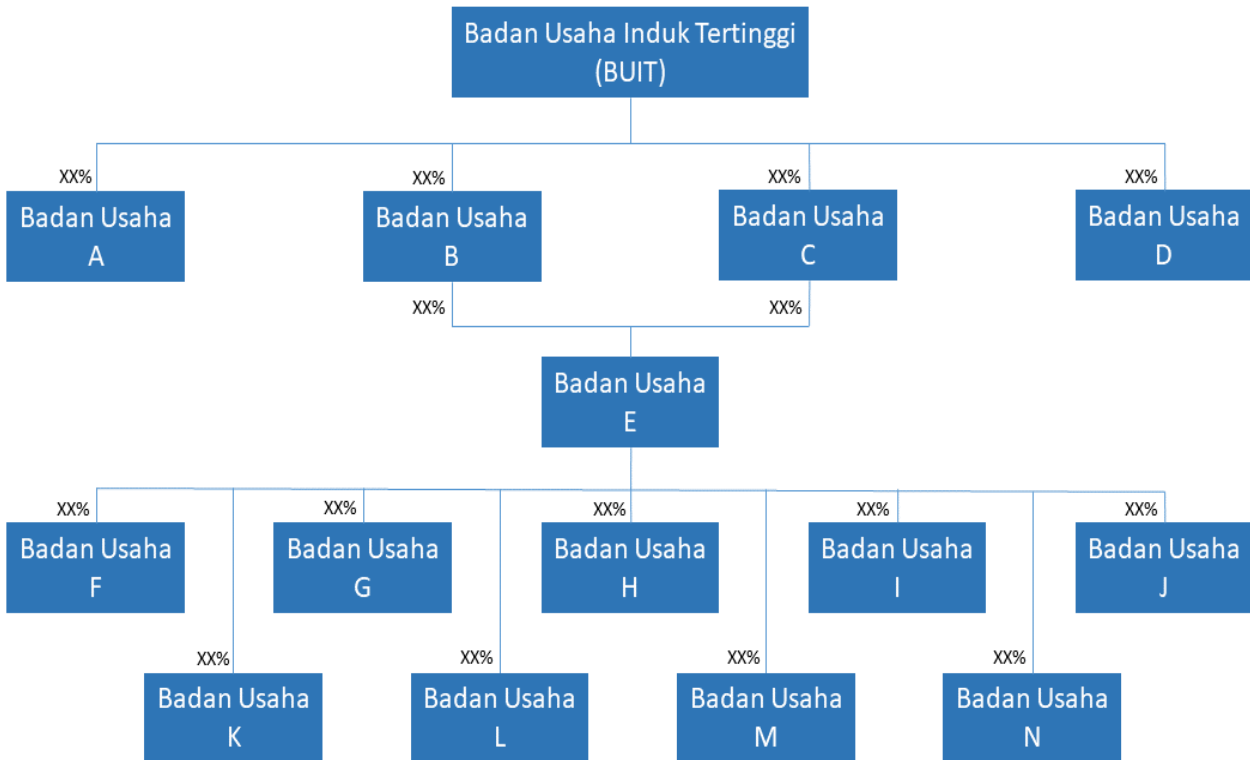 Badan Usaha Induk Tertinggi
(BUIT)
XX%
XX%
XX%
XX%
Badan Usaha
A
Badan Usaha
B
Badan Usaha
C
Badan Usaha
D
XX%
XX%
Badan Usaha
E
XX%
XX%
XX%
XX%
XX%
Badan Usaha
F
Badan Usaha
G
Badan Usaha
H
Badan Usaha
I
Badan Usaha
J
XX%
XX%
XX%
XX%
Badan Usaha
K
Badan Usaha
L
Badan Usaha
M
Badan Usaha
N